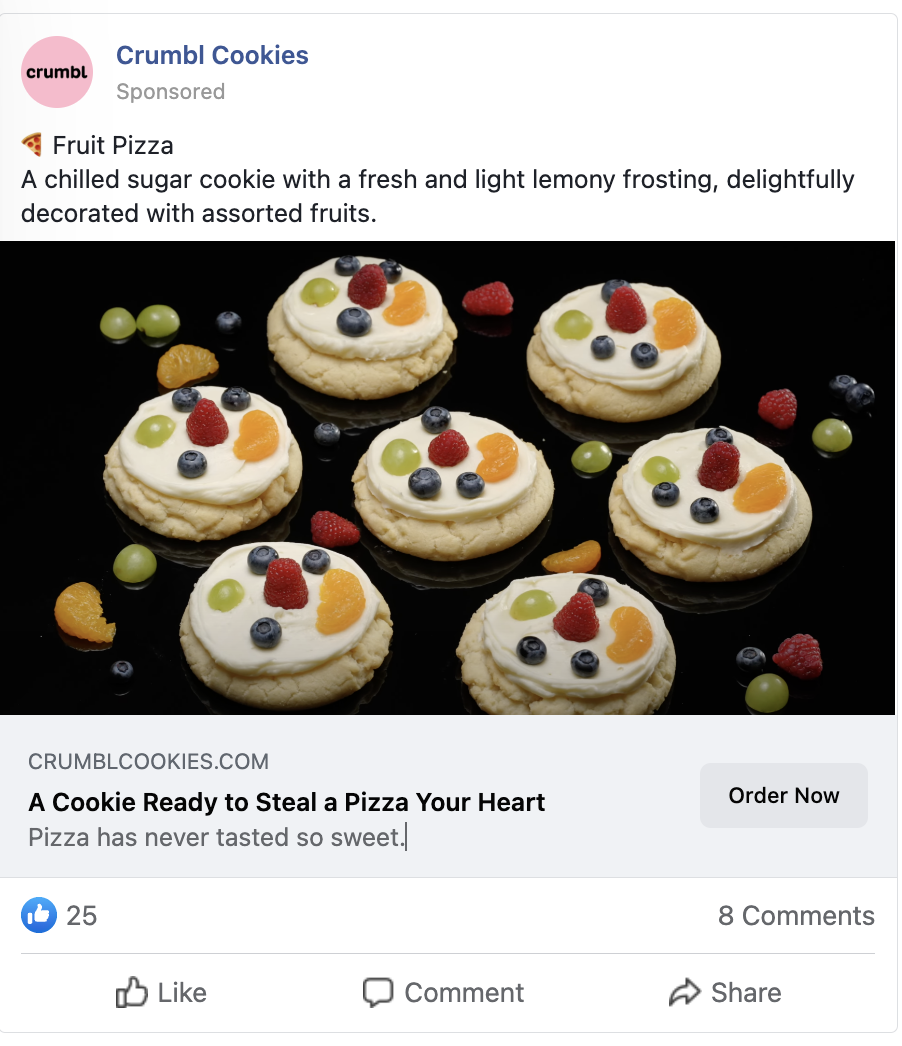 crumbl
Crumbl Cookies
Sponsored
🍕 Fruit Pizza
A chilled sugar cookie with a fresh and light lemony frosting, delightfully
decorated with assorted fruits.
CRUMBLCOOKIES.COM
A Cookie Ready to Steal a Pizza Your Heart
Pizza has never tasted so sweet.
Order Now
25
8 Comments
Like
Comment
Share